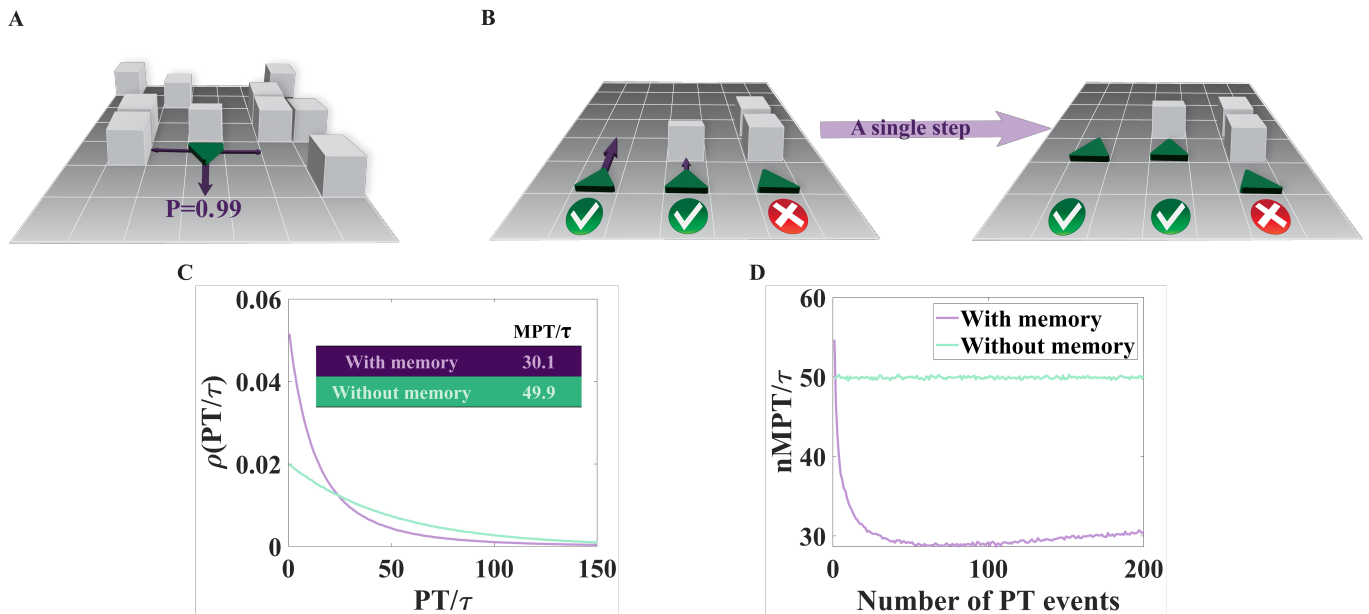 A
B
P=0.99
A single step
C
ρ(PT/τ)
0.06
0.04
0.02
0
0
50
100
150
PT/τ
MPT/τ
With memory 30.1
Without memory 49.9
D
nMPT/τ
60
50
40
30
0
100
200
Number of PT events
With memory
Without memory